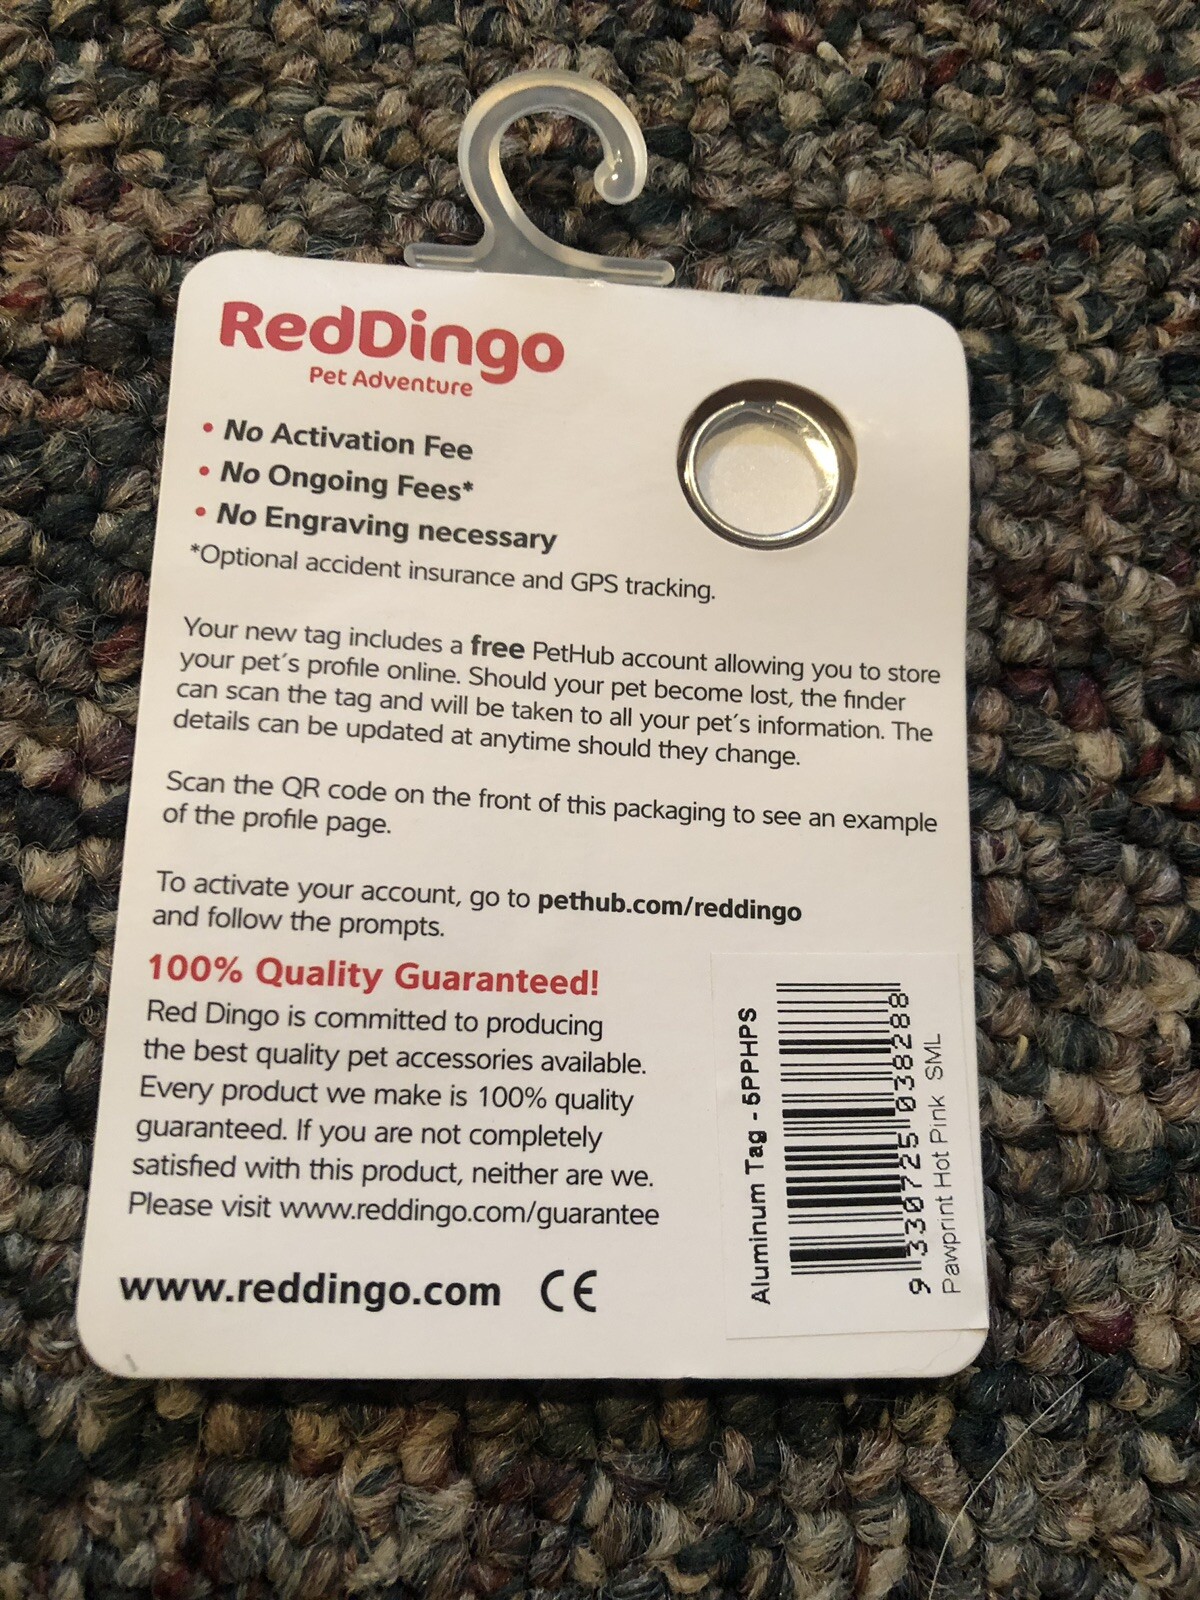 RedDingo
Pet Adventure
• No Activation Fee
• No Ongoing Fees*
• No Engraving necessary
*Optional accident insurance and GPS tracking.
Your new tag includes a free PetHub account allowing you to store
your pet´s profile online. Should your pet become lost, the finder
can scan the tag and will be taken to all your pet´s information. The
details can be updated at anytime should they change.
Scan the QR code on the front of this packaging to see an example
of the profile page.
To activate your account, go to pethub.com/reddingo
and follow the prompts.
100% Quality Guaranteed!
Red Dingo is committed to producing
the best quality pet accessories available.
Every product we make is 100% quality
guaranteed. If you are not completely
satisfied with this product, neither are we.
Please visit www.reddingo.com/guarantee
www.reddingo.com CE
Aluminum Tag - 5PPHPS
9 330725 038288
Pawprint Hot Pink SML